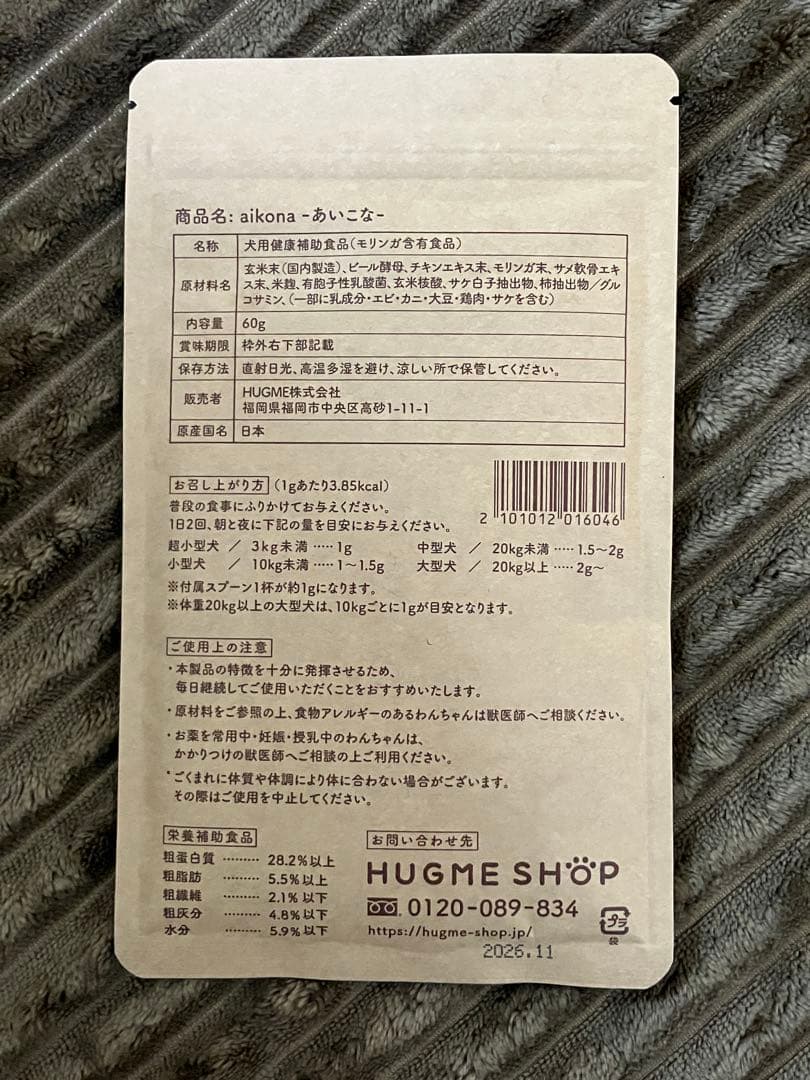 商品名: aikona -あいこな-
名称 犬用健康補助食品(モリンガ含有食品)
原材料名 玄米末(国内製造)、ビール酵母、チキンエキス末、モリンガ末、サメ軟骨エキ
ス末、米麹、有胞子性乳酸菌、玄米核酸、サケ白子抽出物、柿抽出物/グル
コサミン、(一部に乳成分・エビ・カニ・大豆・鶏肉・サケを含む)
内容量 60g
賞味期限 枠外右下部記載
保存方法 直射日光、高温多湿を避け、涼しい所で保管してください。
販売者 HUGME株式会社
福岡県福岡市中央区高砂1-11-1
原産国名 日本
お召し上がり方 (1gあたり3.85kcal)
普段の食事にふりかけてお与えください。
1日2回、朝と夜に下記の量を目安にお与えください。
2 101012 016046
超小型犬 / 3kg未満 ‥‥‥ 1g 中型犬 / 20kg未満 ‥‥‥ 1.5〜2g
小型犬 / 10kg未満 ‥‥‥ 1〜1.5g 大型犬 / 20kg以上 ‥‥‥ 2g〜
※付属スプーン1杯が約1gになります。
※体重20kg以上の大型犬は、10kgごとに1gが目安となります。
ご使用上の注意
・本製品の特徴を十分に発揮させるため、
毎日継続してご使用いただくことをおすすめいたします。
・原材料をご参照の上、食物アレルギーのあるわんちゃんは獣医師へご相談ください。
・お薬を常用中・妊娠・授乳中のわんちゃんは、
かかりつけの獣医師へご相談の上ご利用ください。
・ごくまれに体質や体調により体に合わない場合がございます。
その際はご使用を中止してください。
栄養補助食品
粗蛋白質 ‥‥‥‥ 28.2%以上
粗脂肪 ‥‥‥‥ 5.5%以上
粗繊維 ‥‥‥‥ 2.1%以下
粗灰分 ‥‥‥‥ 4.8%以下
水分 ‥‥‥‥ 5.9%以下
お問い合わせ先
HUGME SHOP
0120-089-834
https://hugme-shop.jp/
プラ
袋
2026.11